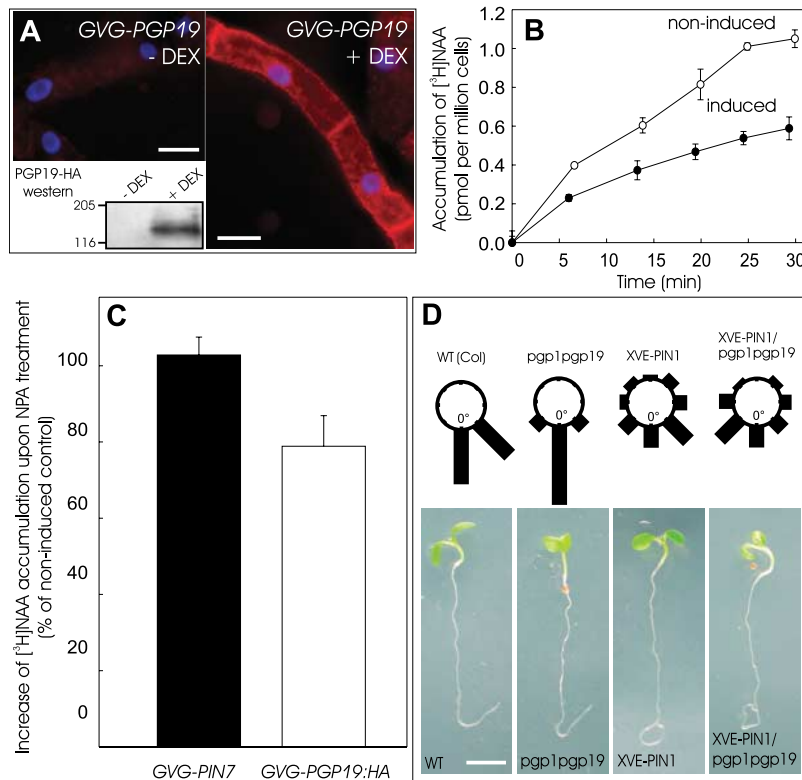 A
GVG-PGP19
- DEX
GVG-PGP19
+ DEX
PGP19-HA
western
- DEX
+ DEX
205
116
B
Accumulation of [³H]NAA
(pmol per million cells)
1.2
1.0
0.8
0.6
0.4
0.2
0.0
non-induced
induced
0
5
10
15
20
25
30
Time (min)
C
Increase of [³H]NAA accumulation upon NPA treatment
(% of non-induced control)
100
80
60
40
20
0
GVG-PIN7
GVG-PGP19:HA
D
WT (Col)
pgp1pgp19
XVE-PIN1
XVE-PIN1/
pgp1pgp19
0°
0°
0°
0°
WT
pgp1pgp19
XVE-PIN1
XVE-PIN1/
pgp1pgp19